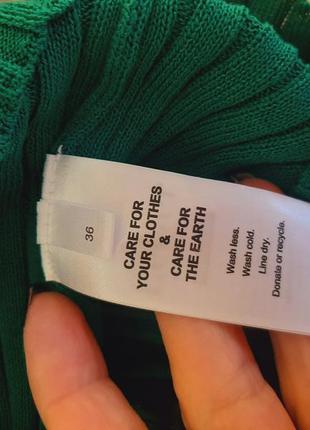 36
CARE FOR
YOUR CLOTHES
&
CARE FOR
THE EARTH
Wash less.
Wash cold.
Line dry.
Donate or recycle.